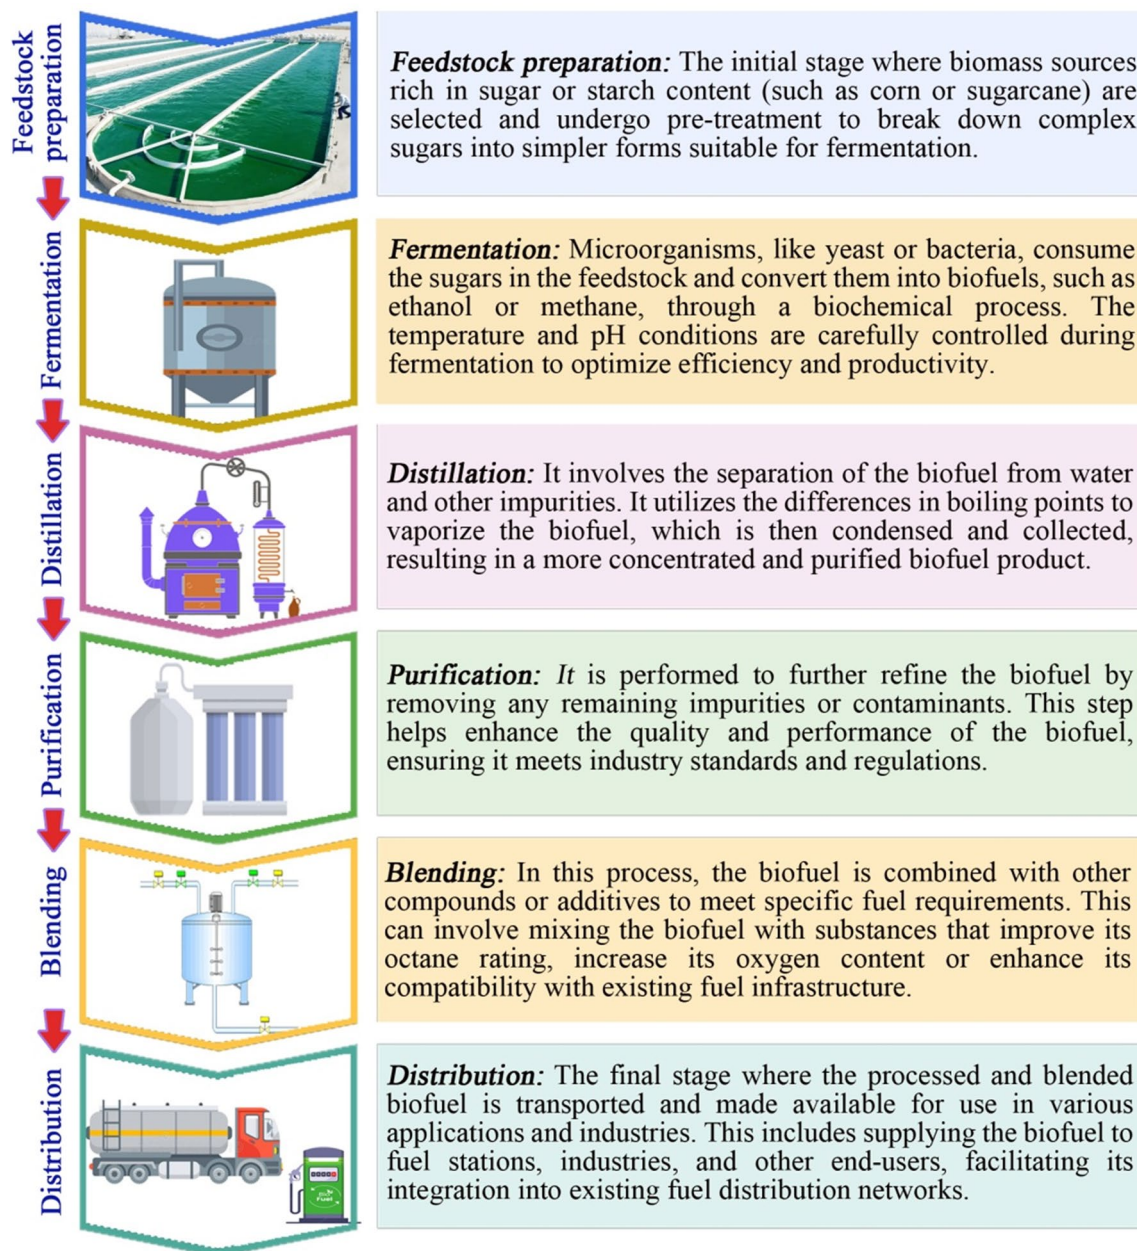 Feedstock
preparation
Feedstock preparation: The initial stage where biomass sources
rich in sugar or starch content (such as corn or sugarcane) are
selected and undergo pre-treatment to break down complex
sugars into simpler forms suitable for fermentation.
Fermentation
Fermentation: Microorganisms, like yeast or bacteria, consume
the sugars in the feedstock and convert them into biofuels, such as
ethanol or methane, through a biochemical process. The
temperature and pH conditions are carefully controlled during
fermentation to optimize efficiency and productivity.
Distillation
Distillation: It involves the separation of the biofuel from water
and other impurities. It utilizes the differences in boiling points to
vaporize the biofuel, which is then condensed and collected,
resulting in a more concentrated and purified biofuel product.
Purification
Purification: It is performed to further refine the biofuel by
removing any remaining impurities or contaminants. This step
helps enhance the quality and performance of the biofuel,
ensuring it meets industry standards and regulations.
Blending
Blending: In this process, the biofuel is combined with other
compounds or additives to meet specific fuel requirements. This
can involve mixing the biofuel with substances that improve its
octane rating, increase its oxygen content or enhance its
compatibility with existing fuel infrastructure.
Distribution
Distribution: The final stage where the processed and blended
biofuel is transported and made available for use in various
applications and industries. This includes supplying the biofuel to
fuel stations, industries, and other end-users, facilitating its
integration into existing fuel distribution networks.
Fuel